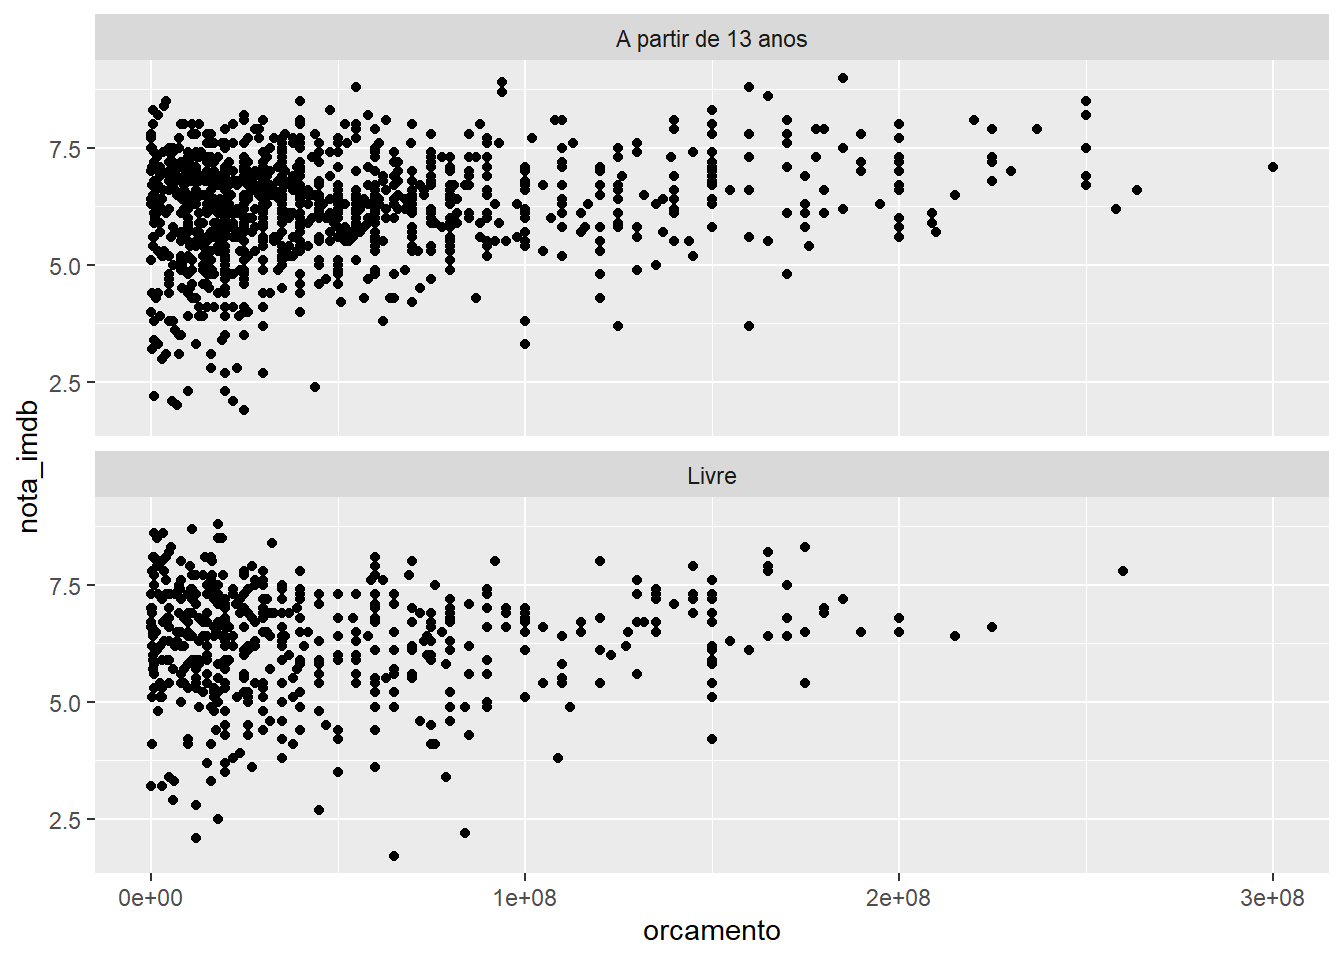 A partir de 13 anos
7.5
5.0
2.5
nota_imdb
Livre
7.5
5.0
2.5
0e+00 1e+08 2e+08 3e+08
orcamento